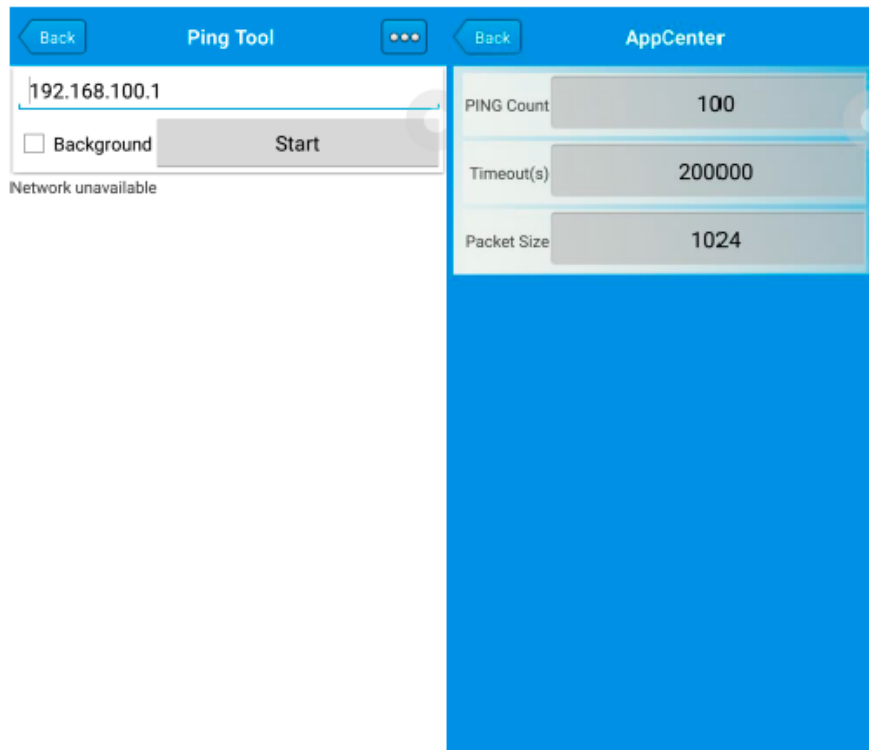 Back
Ping Tool
192.168.100.1
Background
Start
Network unavailable
Back
AppCenter
PING Count
100
Timeout(s)
200000
Packet Size
1024